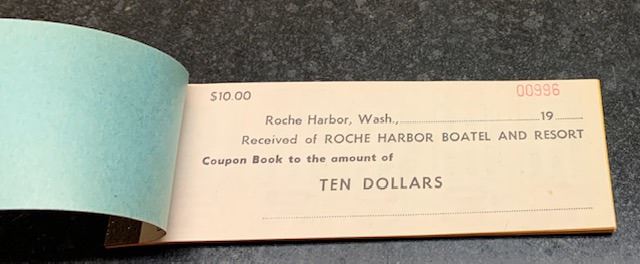 $10.00 00996
Roche Harbor, Wash., 19
Received of ROCHE HARBOR BOATEL AND RESORT
Coupon Book to the amount of
TEN DOLLARS